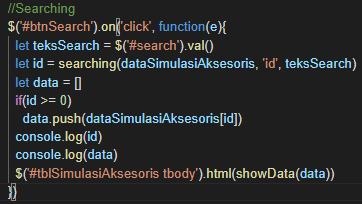 //Searching
$('#btnSearch').on('click', function(e){
let teksSearch = $('#search').val()
let id = searching(dataSimulasiAksesoris, 'id', teksSearch)
let data = []
if(id >= 0)
data.push(dataSimulasiAksesoris[id])
console.log(id)
console.log(data)
$('#tblSimulasiAksesoris tbody').html(showData(data))
})